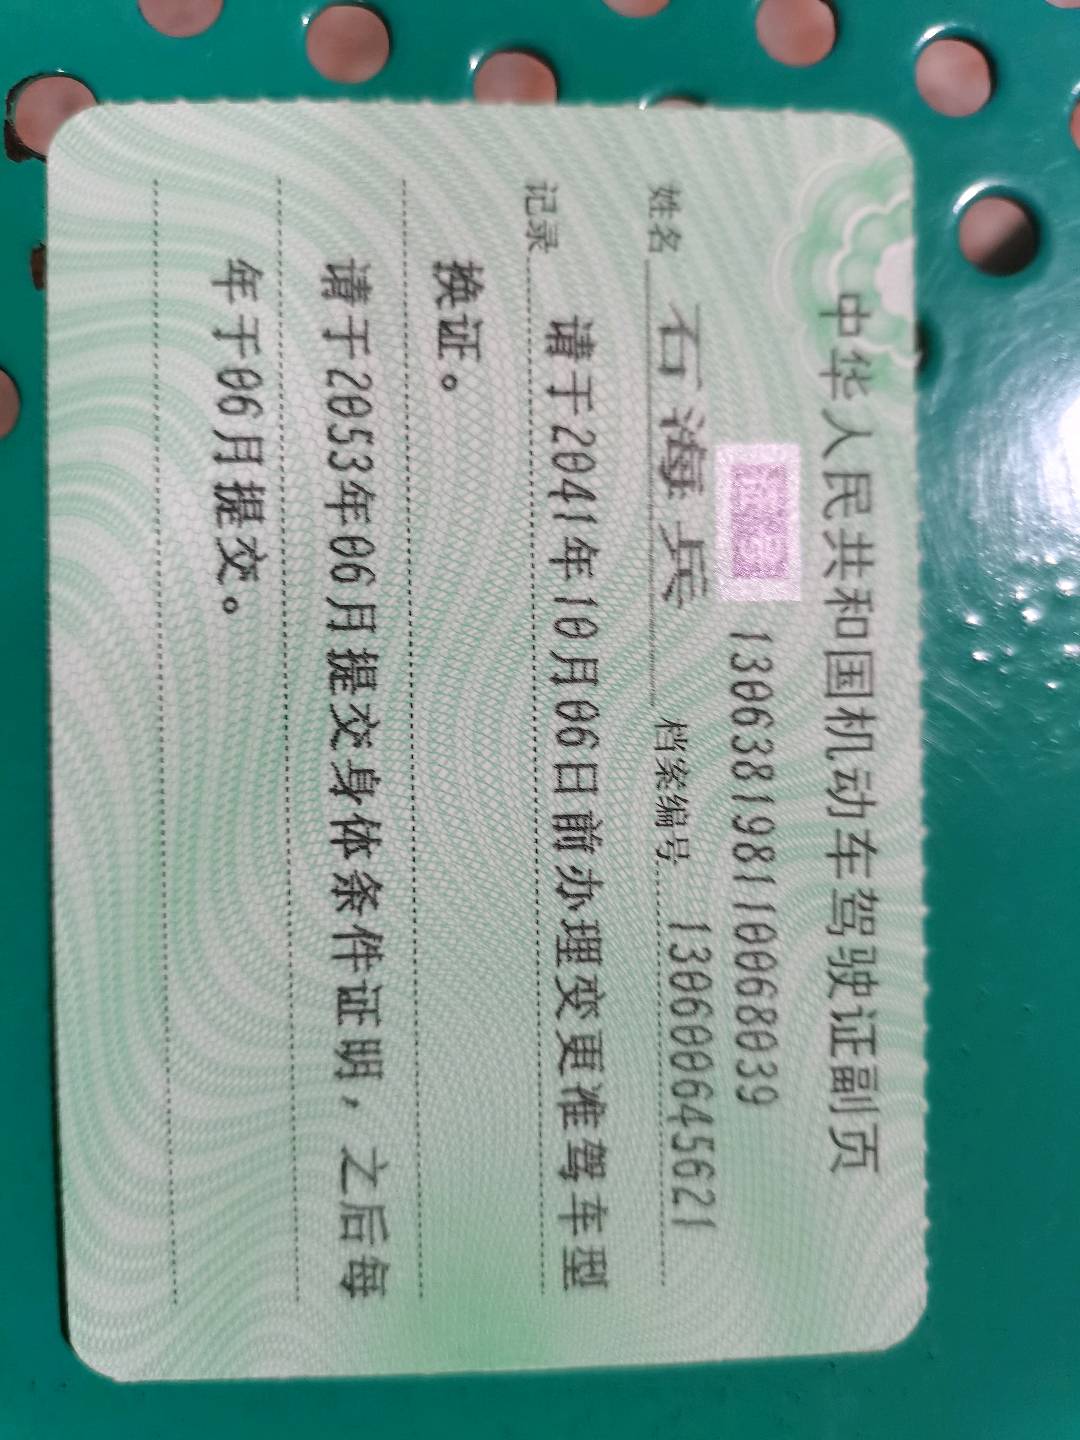 中华人民共和国机动车驾驶证副页
130638198110068039
姓名 石海兵 档案编号 130600645621
记录 请于2041年10月06日前办理变更准驾车型
换证。
请于2053年06月提交身体条件证明，之后每
年于06月提交。